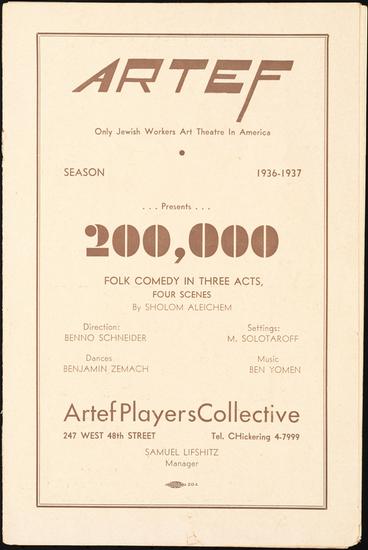 ARTEF
Only Jewish Workers Art Theatre In America
SEASON 1936-1937
. . . Presents . . .
200,000
FOLK COMEDY IN THREE ACTS,
FOUR SCENES
By SHOLOM ALEICHEM
Direction: Settings:
BENNO SCHNEIDER M. SOLOTAROFF
Dances Music
BENJAMIN ZEMACH BEN YOMEN
Artef Players Collective
247 WEST 48th STREET Tel. CHickering 4-7999
SAMUEL LIFSHITZ
Manager